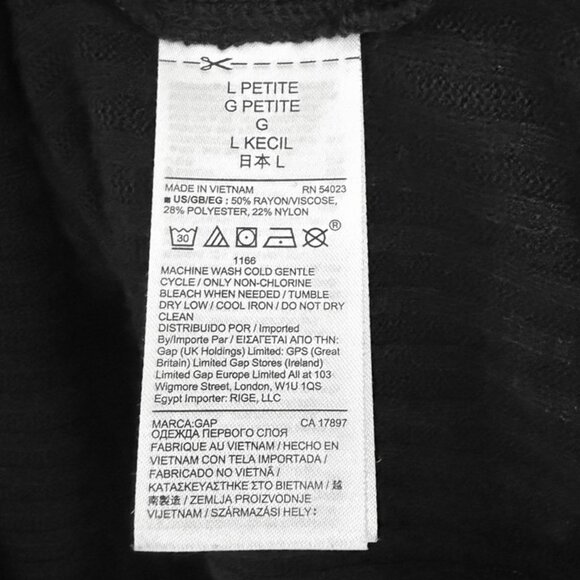 L PETITE
G PETITE
G
L KECIL
日本 L
MADE IN VIETNAM RN 54023
■ US/GB/EG : 50% RAYON/VISCOSE,
28% POLYESTER, 22% NYLON
30 ®
1166
MACHINE WASH COLD GENTLE
CYCLE / ONLY NON-CHLORINE
BLEACH WHEN NEEDED / TUMBLE
DRY LOW / COOL IRON / DO NOT DRY
CLEAN
DISTRIBUIDO POR / Imported
By/Importe Par / ΕΙΣΑΓΕΤΑΙ ΑΠΟ ΤΗΝ:
Gap (UK Holdings) Limited: GPS (Great
Britain) Limited Gap Stores (Ireland)
Limited Gap Europe Limited All at 103
Wigmore Street, London, W1U 1QS
Egypt Importer: RIGE, LLC
MARCA:GAP CA 17897
ОДЕЖДА ПЕРВОГО СЛОЯ
FABRIQUE AU VIETNAM / HECHO EN
VIETNAM CON TELA IMPORTADA /
FABRICADO NO VIETNÃ /
ΚΑΤΑΣΚΕΥΑΣΤΗΚΕ ΣΤΟ ΒΙΕΤΝΑΜ / 越
南製造 / ZEMLJA PROIZVODNJE
VIJETNAM / SZÁRMAZÁSI HELY :